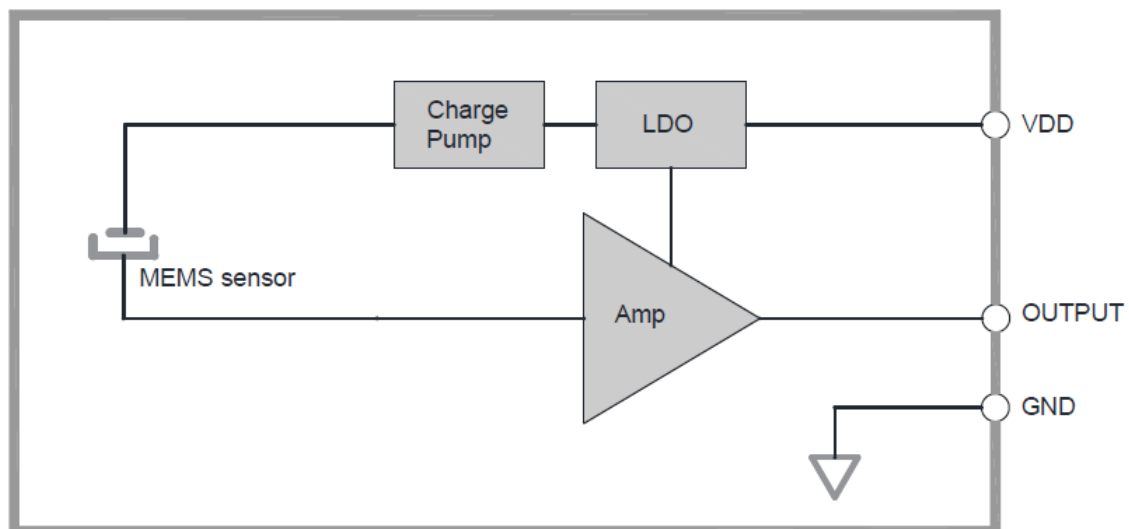 Charge
Pump
LDO
VDD
MEMS sensor
Amp
OUTPUT
GND